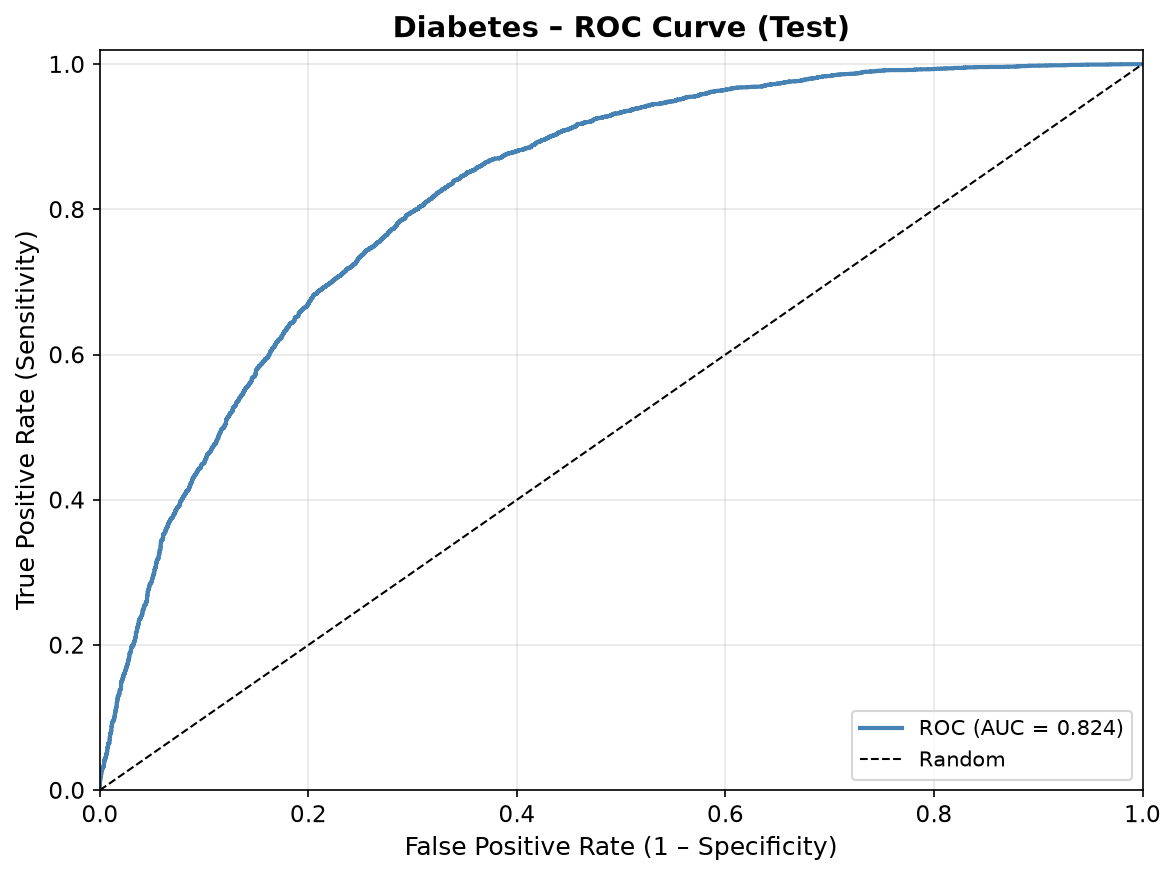 Diabetes – ROC Curve (Test)
True Positive Rate (Sensitivity)
1.0
0.8
0.6
0.4
0.2
0.0
0.0 0.2 0.4 0.6 0.8 1.0
False Positive Rate (1 – Specificity)
ROC (AUC = 0.824)
Random